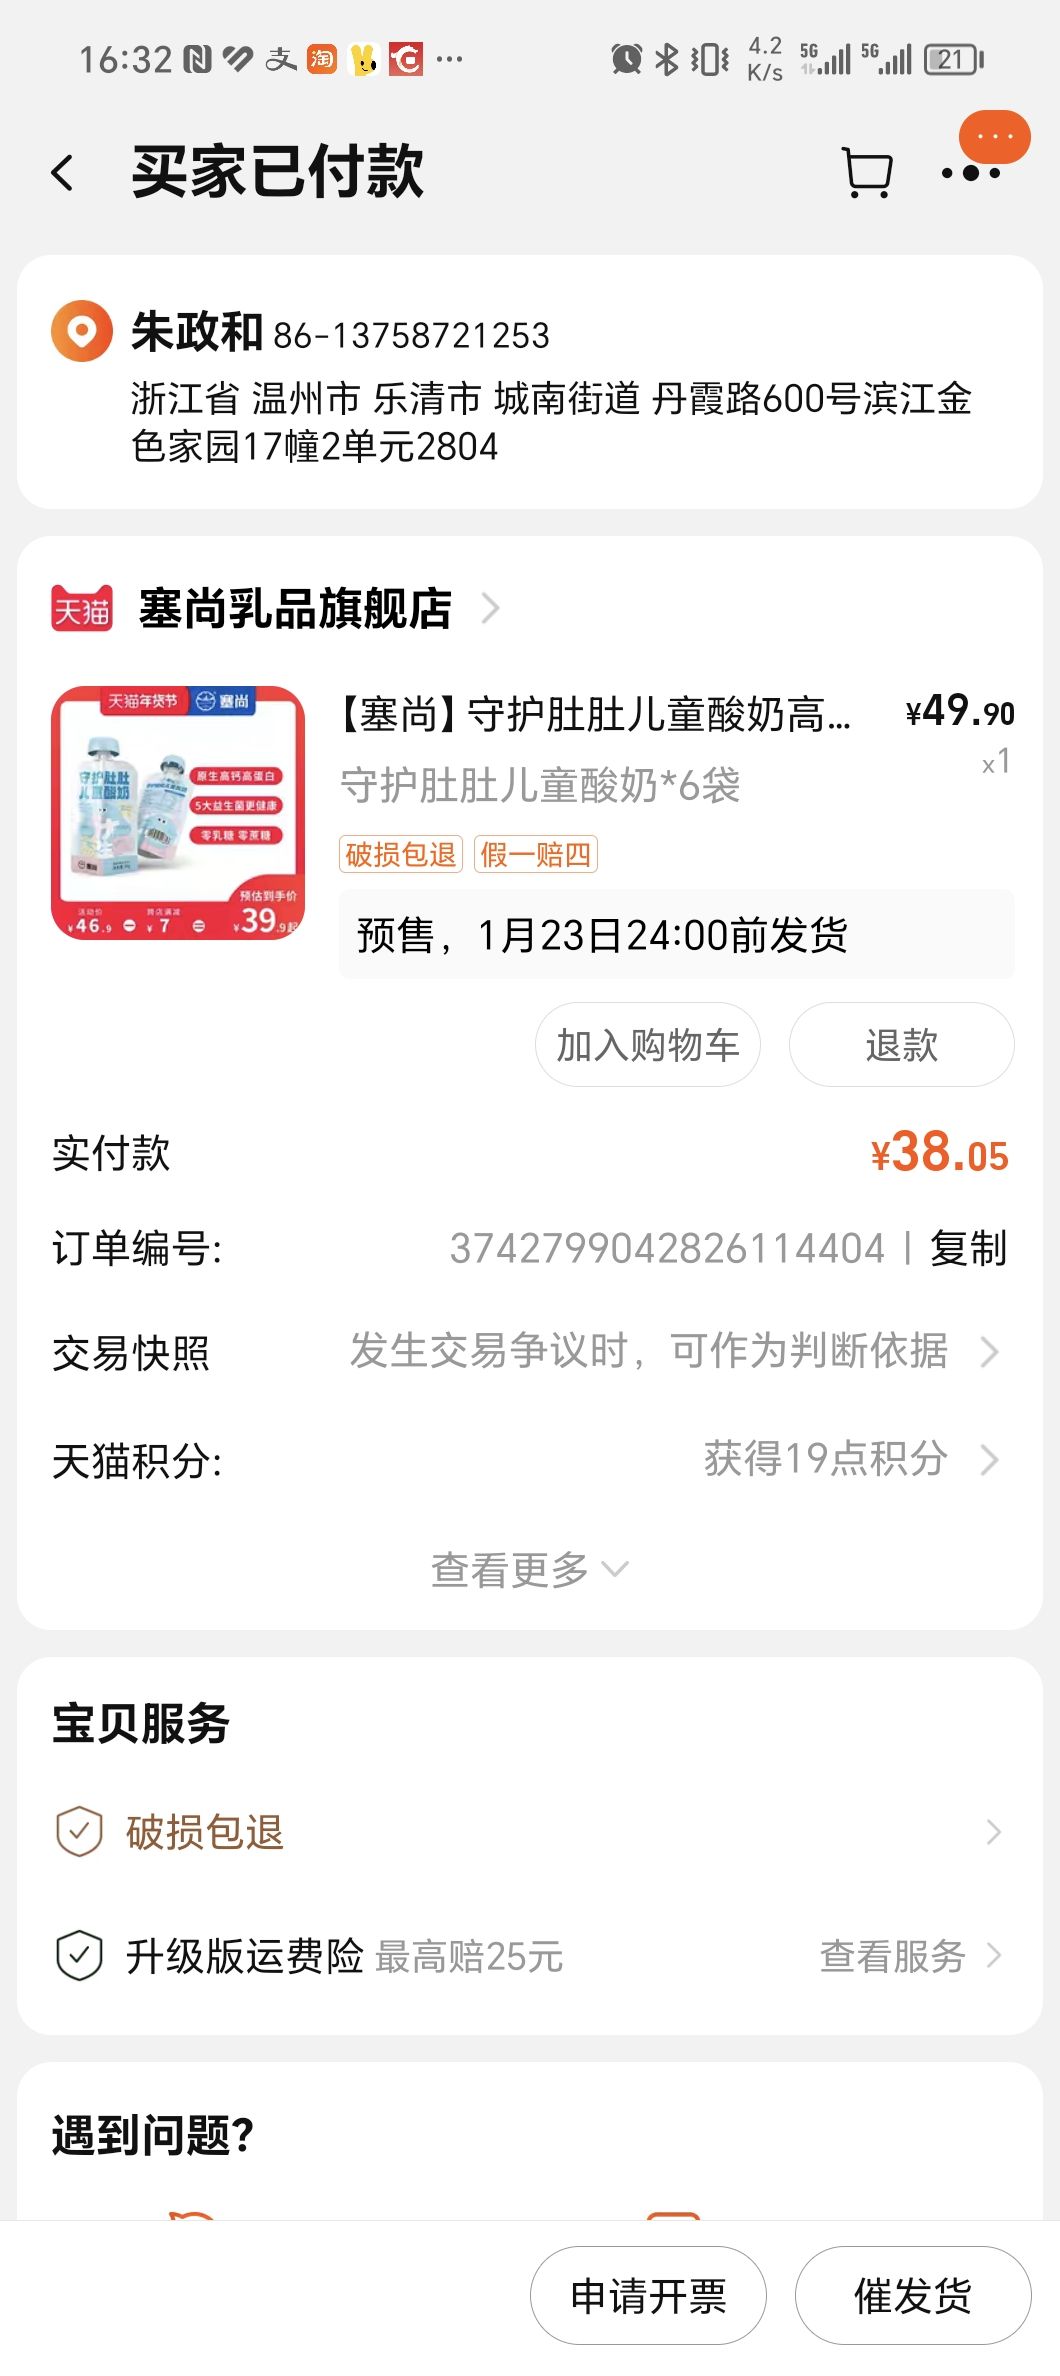 16:32 支 淘 4.2 K/s 5G 5G 21
买家已付款
朱政和 86-13758721253
浙江省 温州市 乐清市 城南街道 丹霞路600号滨江金
色家园17幢2单元2804
天猫 塞尚乳品旗舰店
天猫年货节 塞尚
守护肚肚
儿童酸奶
原生高钙高蛋白
5大益生菌更健康
零乳糖 零蔗糖
预估到手价
活动价 跨店满减
¥46.9 ¥7 ¥39.9起
【塞尚】守护肚肚儿童酸奶高... ¥49.90
守护肚肚儿童酸奶*6袋 x1
破损包退 假一赔四
预售，1月23日24:00前发货
加入购物车 退款
实付款 ¥38.05
订单编号: 3742799042826114404 | 复制
交易快照 发生交易争议时，可作为判断依据
天猫积分: 获得19点积分
查看更多
宝贝服务
破损包退
升级版运费险 最高赔25元 查看服务
遇到问题?
申请开票 催发货